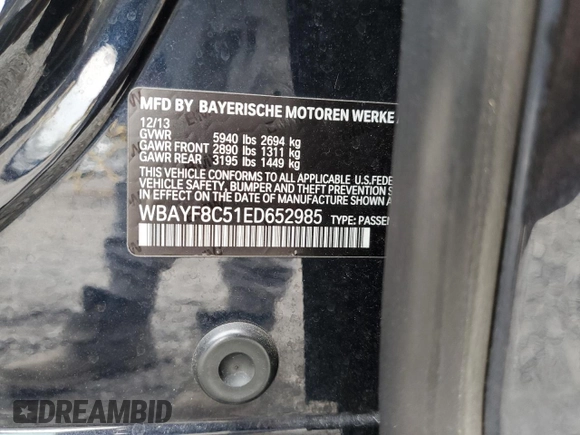 MFD BY BAYERISCHE MOTOREN WERKE
12/13
GVWR 5940 lbs 2694 kg
GAWR FRONT 2890 lbs 1311 kg
GAWR REAR 3195 lbs 1449 kg
THIS VEHICLE CONFORMS TO ALL APPLICABLE U.S.FEDE
VEHICLE SAFETY, BUMPER AND THEFT PREVENTION S
IN EFFECT ON THE DATE OF MANUFACTURE SHOWN A
WBAYF8C51ED652985 TYPE: PASSEN
DREAMBID